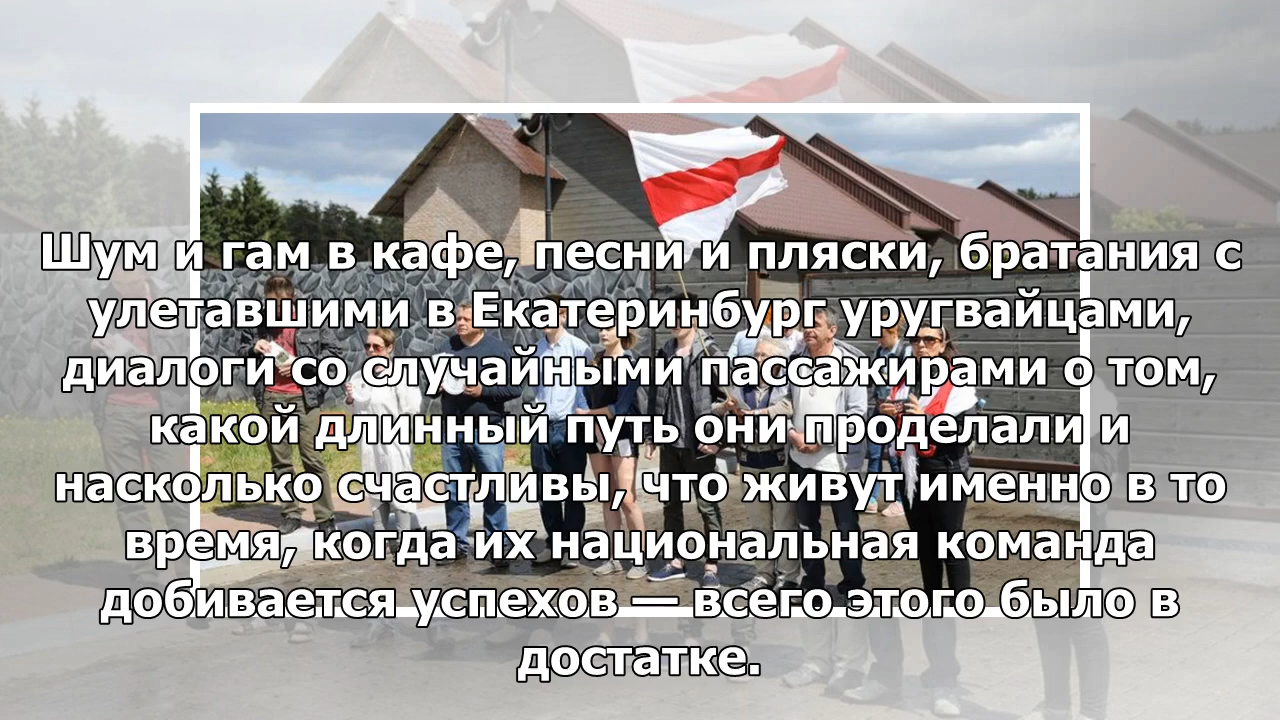 Шум и гам в кафе, песни и пляски, братания с
улетавшими в Екатеринбург уругвайцами,
диалоги со случайными пассажирами о том,
какой длинный путь они проделали и
насколько счастливы, что живут именно в то
время, когда их национальная команда
добивается успехов — всего этого было в
достатке.